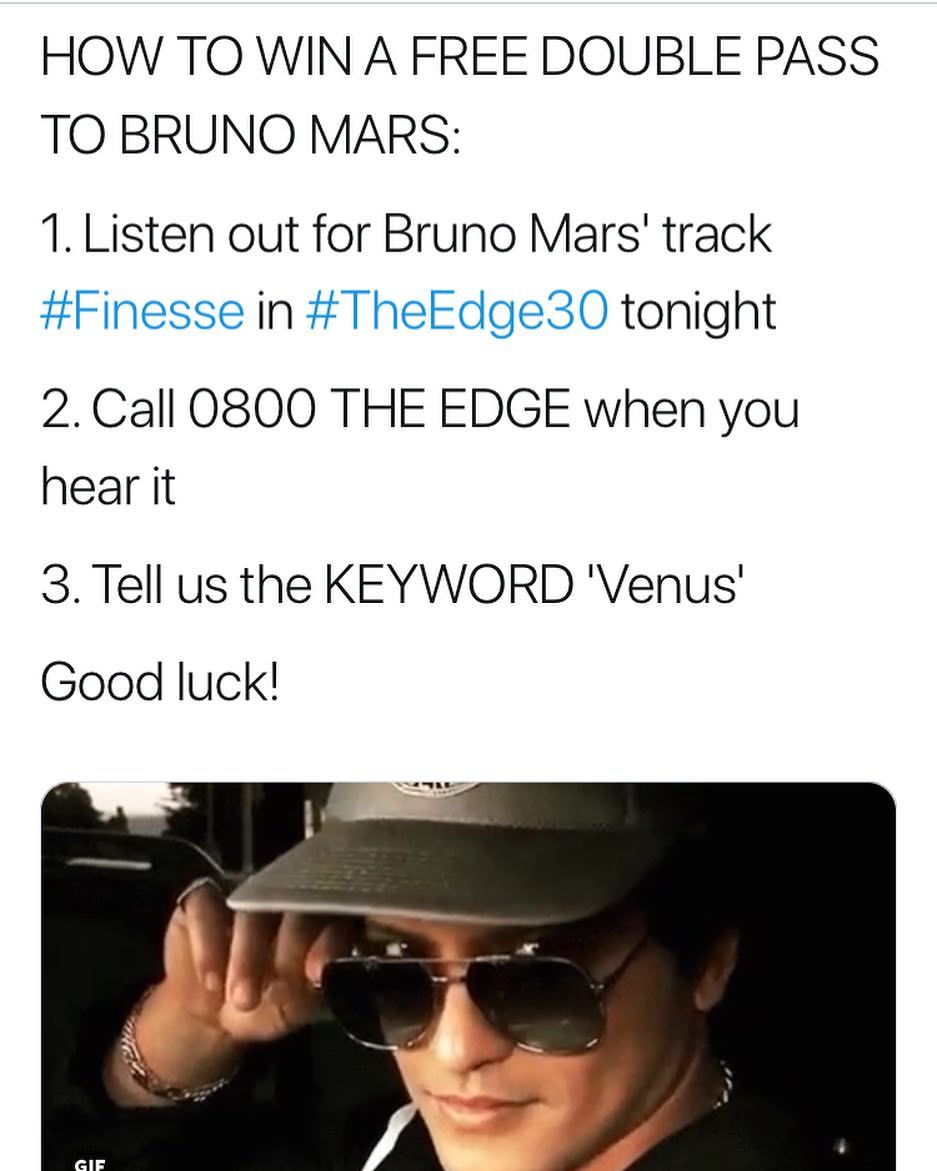 HOW TO WIN A FREE DOUBLE PASS
TO BRUNO MARS:
1. Listen out for Bruno Mars' track
#Finesse in #TheEdge30 tonight
2. Call 0800 THE EDGE when you
hear it
3. Tell us the KEYWORD 'Venus'
Good luck!
GIF